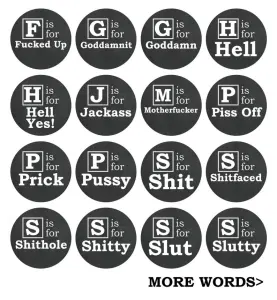 F is for Fucked Up
G is for Goddamnit
G is for Goddamn
H is for Hell
H is for Hell Yes!
J is for Jackass
M is for Motherfucker
P is for Piss Off
P is for Prick
P is for Pussy
S is for Shit
S is for Shitfaced
S is for Shithole
S is for Shitty
S is for Slut
S is for Slutty
MORE WORDS>